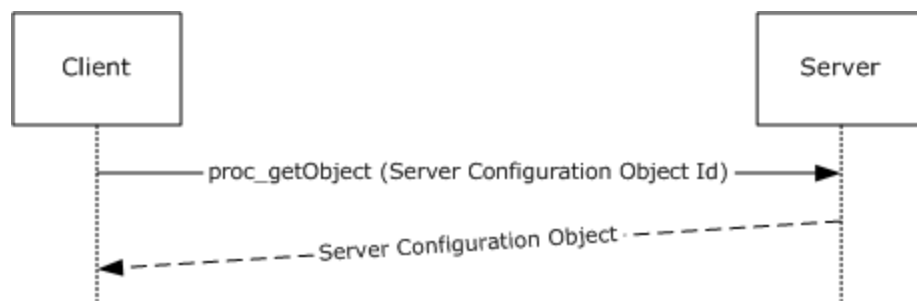 Client
Server
proc_getObject (Server Configuration Object Id)
Server Configuration Object